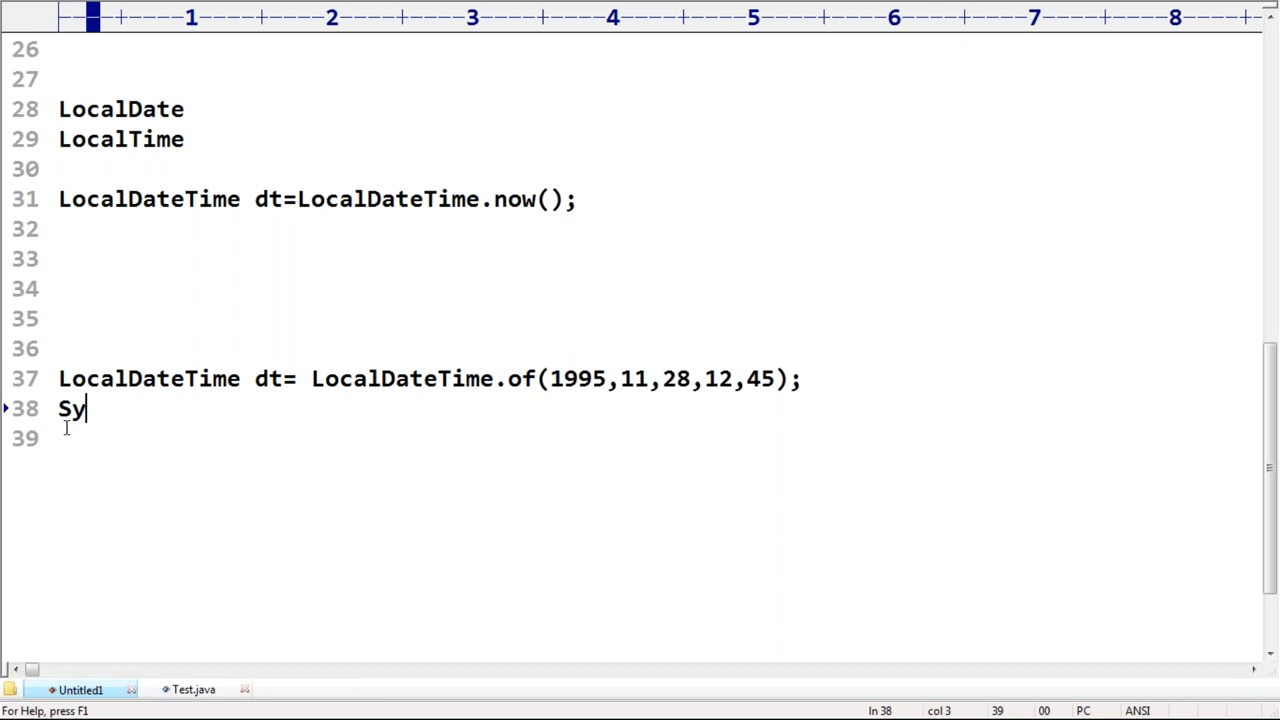 1 2 3 4 5 6 7 8
26
27
28 LocalDate
29 LocalTime
30
31 LocalDateTime dt=LocalDateTime.now();
32
33
34
35
36
37 LocalDateTime dt= LocalDateTime.of(1995,11,28,12,45);
38 Sy
39
Untitled1 Test.java
For Help, press F1 ln 38 col 3 39 00 PC ANSI